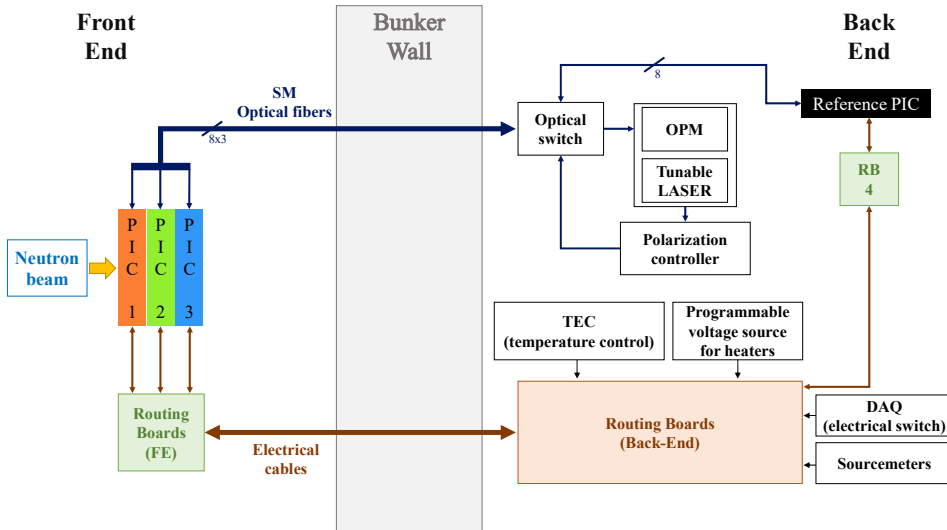 Front
End
Bunker
Wall
Back
End
SM
Optical fibers
8x3
8
Optical
switch
OPM
Tunable
LASER
Polarization
controller
Reference PIC
RB
4
Neutron
beam
P
I
C
1
P
I
C
2
P
I
C
3
TEC
(temperature control)
Programmable
voltage source
for heaters
Routing
Boards
(FE)
Electrical
cables
Routing Boards
(Back-End)
DAQ
(electrical switch)
Sourcemeters